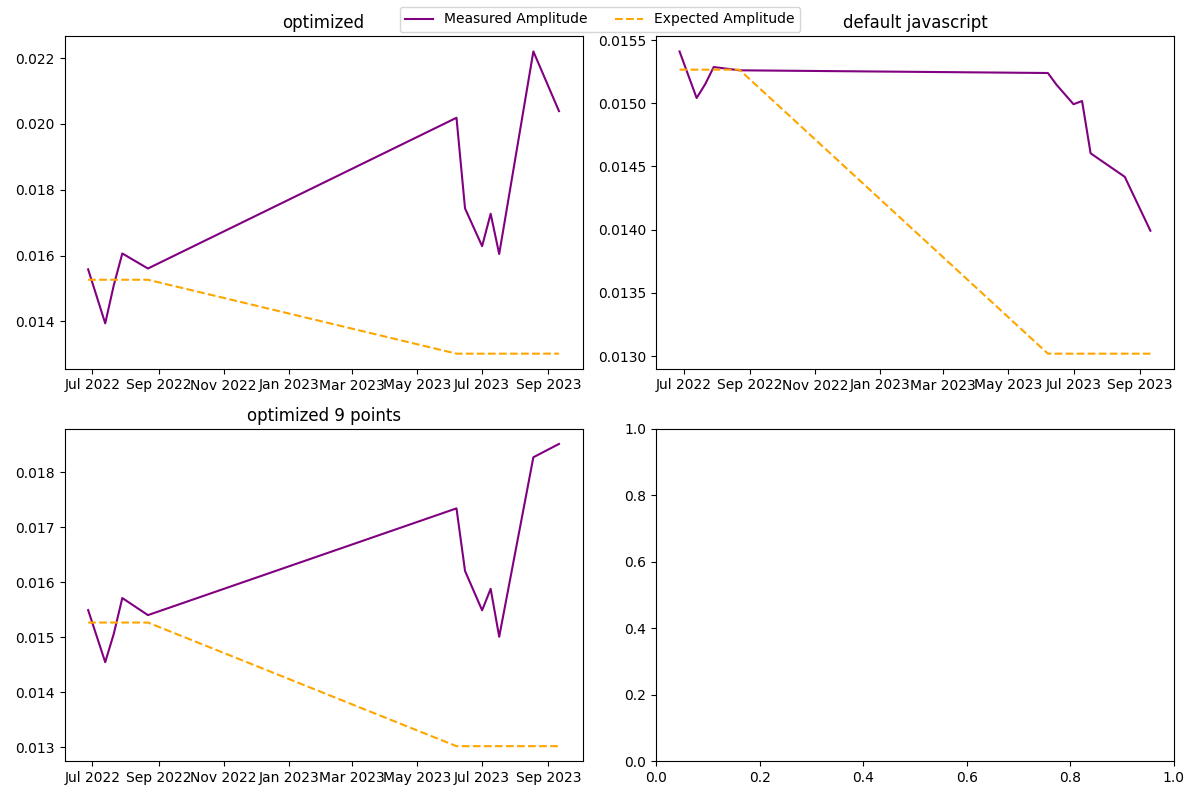 Measured Amplitude Expected Amplitude
optimized
0.022
0.020
0.018
0.016
0.014
Jul 2022 Sep 2022 Nov 2022 Jan 2023 Mar 2023 May 2023 Jul 2023 Sep 2023
default javascript
0.0155
0.0150
0.0145
0.0140
0.0135
0.0130
Jul 2022 Sep 2022 Nov 2022 Jan 2023 Mar 2023 May 2023 Jul 2023 Sep 2023
optimized 9 points
0.018
0.017
0.016
0.015
0.014
0.013
Jul 2022 Sep 2022 Nov 2022 Jan 2023 Mar 2023 May 2023 Jul 2023 Sep 2023
1.0
0.8
0.6
0.4
0.2
0.0
0.0 0.2 0.4 0.6 0.8 1.0